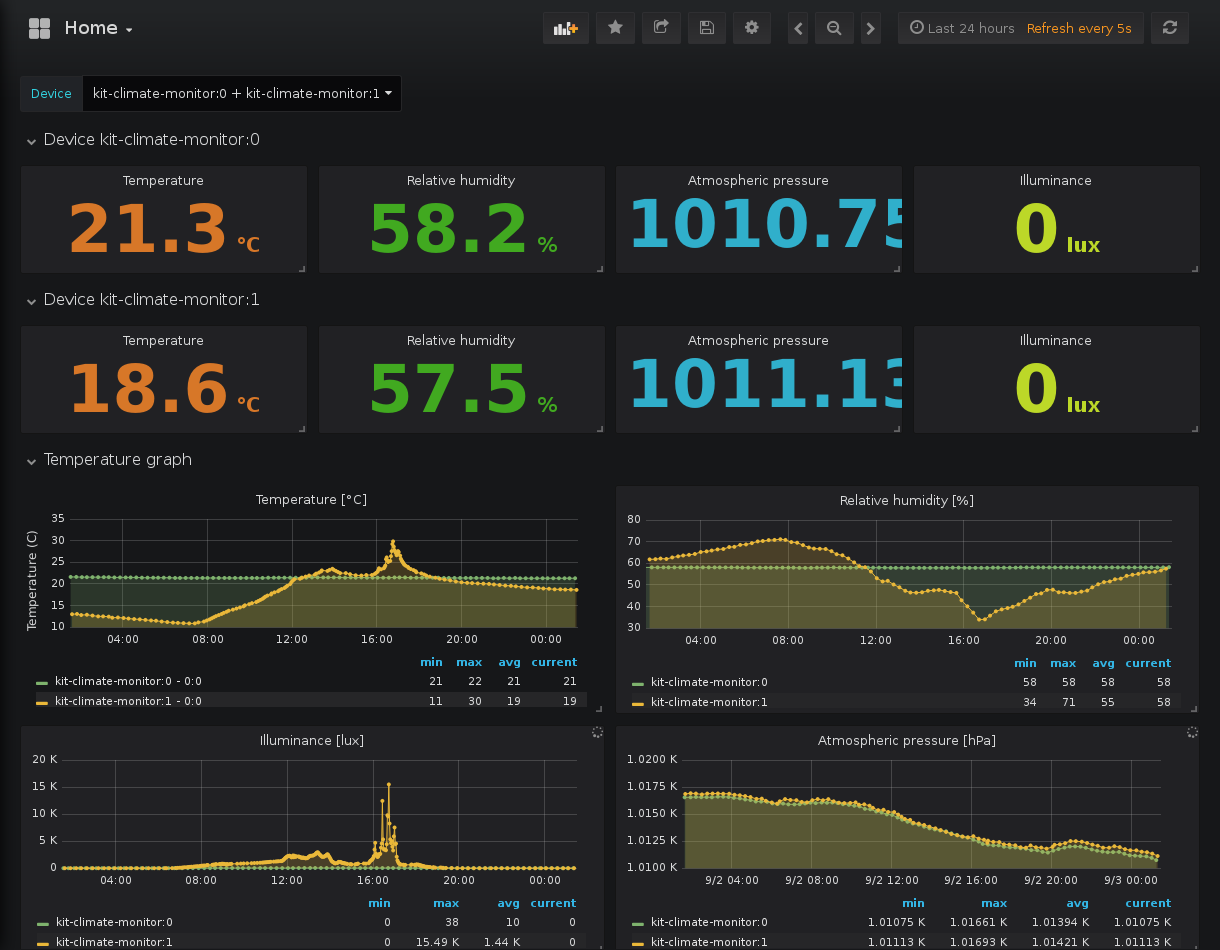 Home
Last 24 hours Refresh every 5s
Device kit-climate-monitor:0 + kit-climate-monitor:1
Device kit-climate-monitor:0
Temperature Relative humidity Atmospheric pressure Illuminance
21.3 °C 58.2 % 1010.75 0 lux
Device kit-climate-monitor:1
Temperature Relative humidity Atmospheric pressure Illuminance
18.6 °C 57.5 % 1011.13 0 lux
Temperature graph
Temperature [°C]
Temperature (C)
35
30
25
20
15
10
04:00 08:00 12:00 16:00 20:00 00:00
min max avg current
kit-climate-monitor:0 - 0:0 21 22 21 21
kit-climate-monitor:1 - 0:0 11 30 19 19
Relative humidity [%]
80
70
60
50
40
30
04:00 08:00 12:00 16:00 20:00 00:00
min max avg current
kit-climate-monitor:0 58 58 58 58
kit-climate-monitor:1 34 71 55 58
Illuminance [lux]
20 K
15 K
10 K
5 K
0
04:00 08:00 12:00 16:00 20:00 00:00
min max avg current
kit-climate-monitor:0 0 38 10 0
kit-climate-monitor:1 0 15.49 K 1.44 K 0
Atmospheric pressure [hPa]
1.0200 K
1.0175 K
1.0150 K
1.0125 K
1.0100 K
9/2 04:00 9/2 08:00 9/2 12:00 9/2 16:00 9/2 20:00 9/3 00:00
min max avg current
kit-climate-monitor:0 1.01075 K 1.01661 K 1.01394 K 1.01075 K
kit-climate-monitor:1 1.01113 K 1.01693 K 1.01421 K 1.01113 K